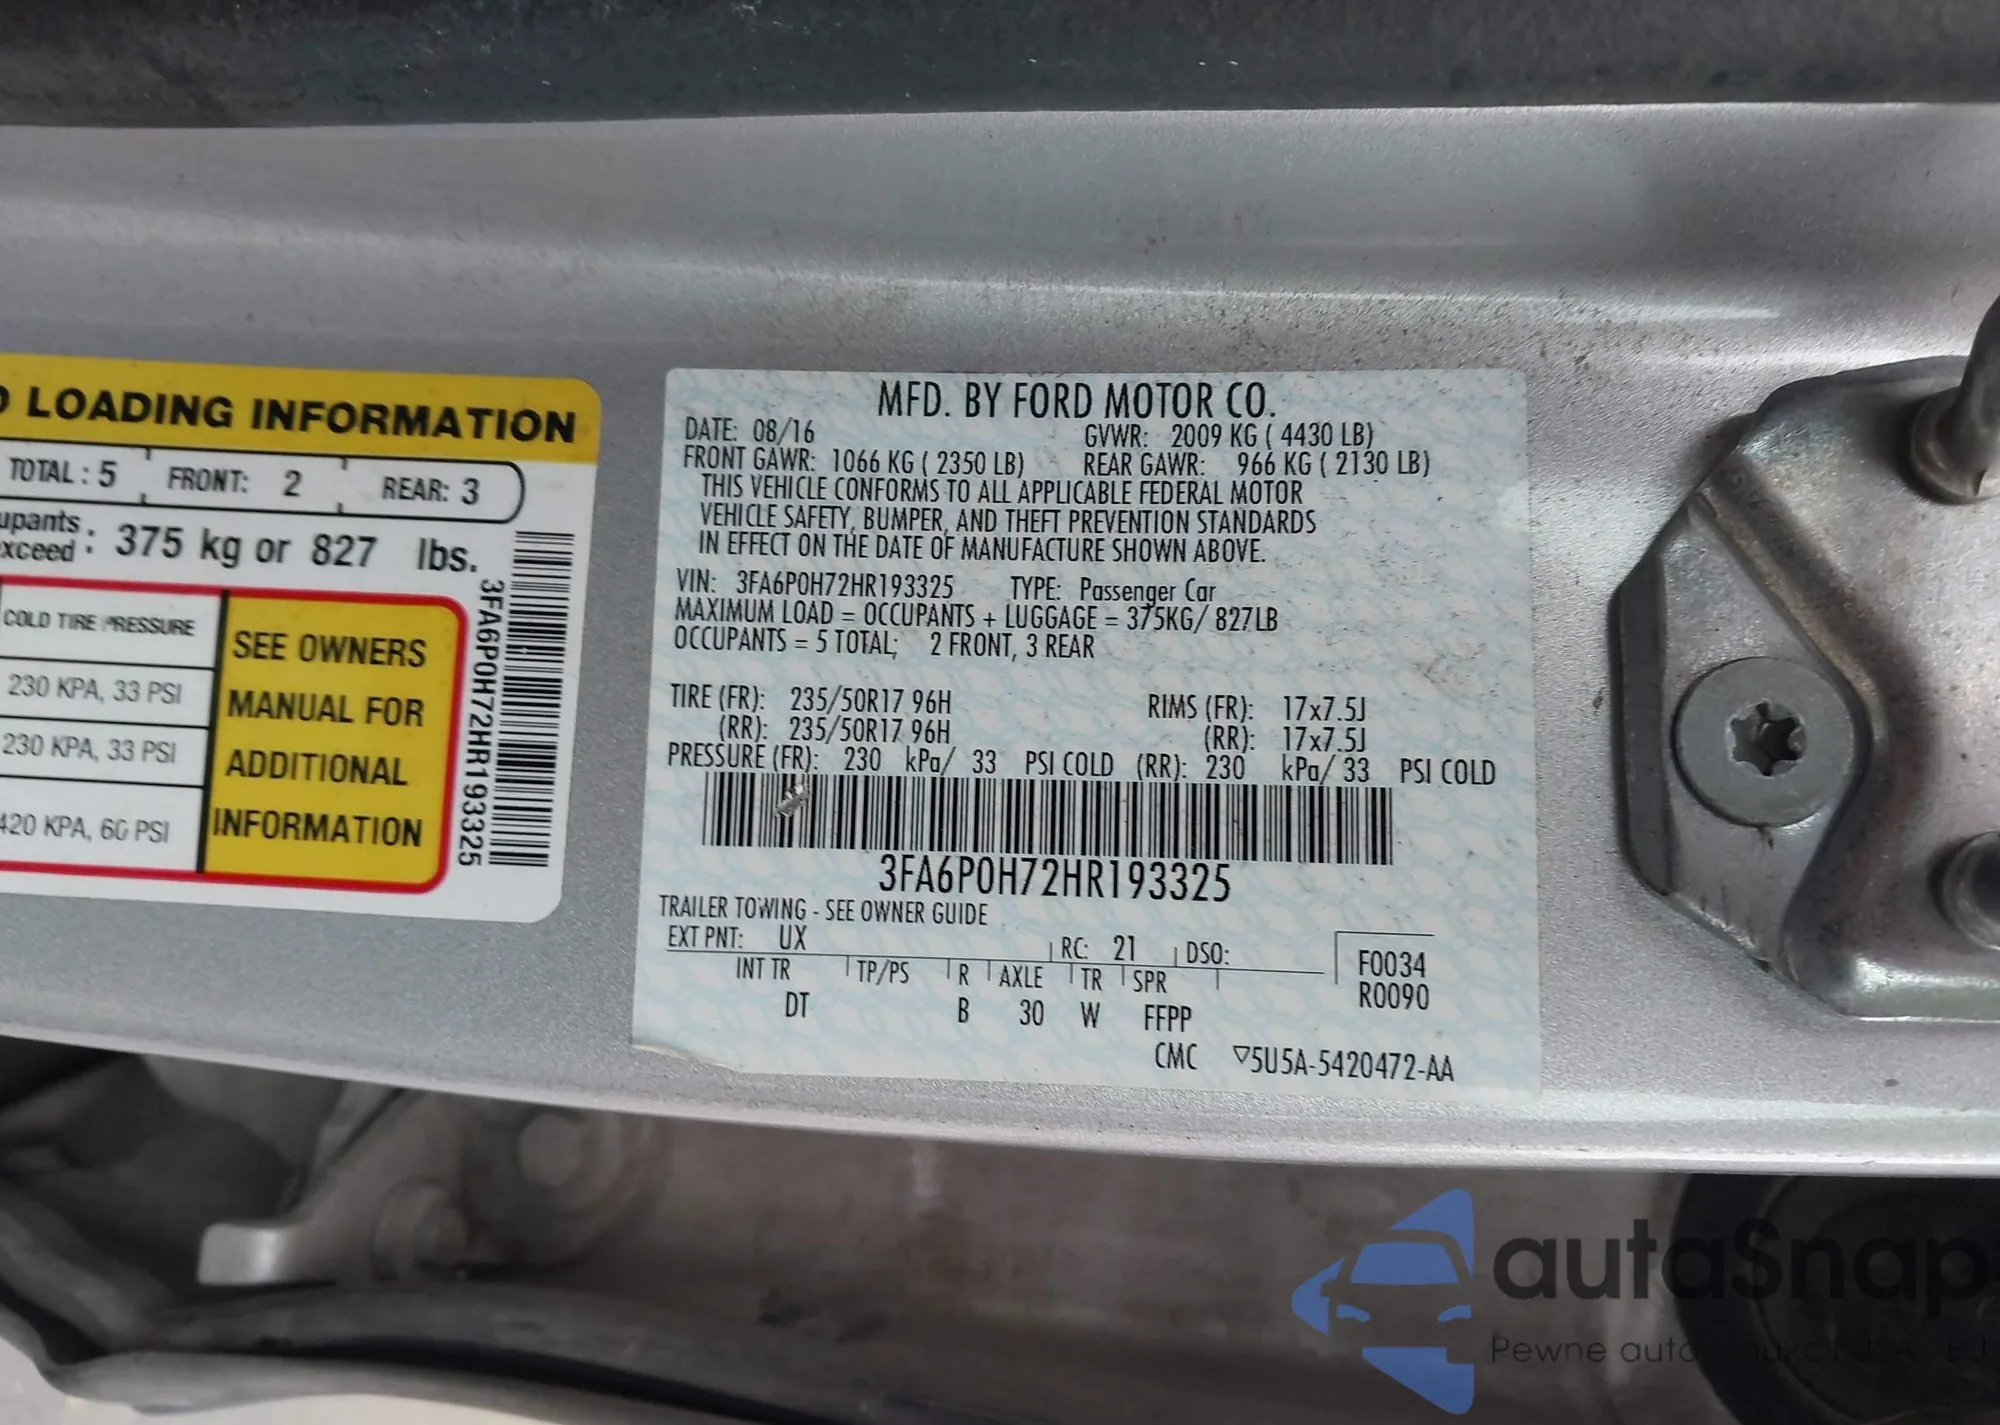 LOADING INFORMATION
TOTAL : 5 FRONT: 2 REAR: 3
375 kg or 827 lbs.
COLD TIRE PRESSURE
230 KPA, 33 PSI
230 KPA, 33 PSI
420 KPA, 60 PSI
SEE OWNERS
MANUAL FOR
ADDITIONAL
INFORMATION
3FA6P0H72HR193325
MFD. BY FORD MOTOR CO.
DATE: 08/16 GVWR: 2009 KG ( 4430 LB)
FRONT GAWR: 1066 KG ( 2350 LB) REAR GAWR: 966 KG ( 2130 LB)
THIS VEHICLE CONFORMS TO ALL APPLICABLE FEDERAL MOTOR
VEHICLE SAFETY, BUMPER, AND THEFT PREVENTION STANDARDS
IN EFFECT ON THE DATE OF MANUFACTURE SHOWN ABOVE.
VIN: 3FA6P0H72HR193325 TYPE: Passenger Car
MAXIMUM LOAD = OCCUPANTS + LUGGAGE = 375KG/ 827LB
OCCUPANTS = 5 TOTAL; 2 FRONT, 3 REAR
TIRE (FR): 235/50R17 96H RIMS (FR): 17x7.5J
(RR): 235/50R17 96H (RR): 17x7.5J
PRESSURE (FR): 230 kPa/ 33 PSI COLD (RR): 230 kPa/ 33 PSI COLD
3FA6P0H72HR193325
TRAILER TOWING - SEE OWNER GUIDE
EXT PNT: UX RC: 21 DSO:
INT TR TP/PS R AXLE TR SPR
DT B 30 W FFPP
F0034
R0090
CMC ▽5U5A-5420472-AA
autaSnap
Pewne auto